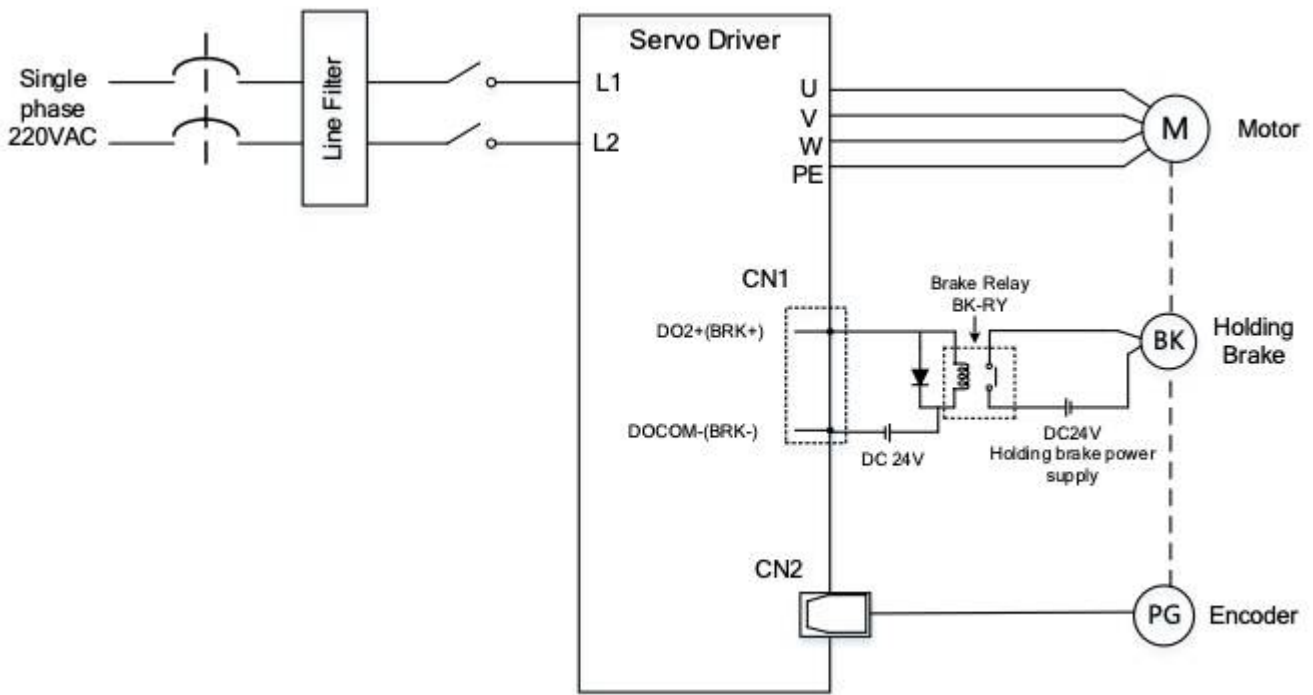 Servo Driver
Single
phase
220VAC
Line Filter
L1
L2
U
V
W
PE
M
Motor
CN1
Brake Relay
BK-RY
DO2+(BRK+)
BK
Holding
Brake
DOCOM-(BRK-)
DC 24V
DC24V
Holding brake power
supply
CN2
PG
Encoder